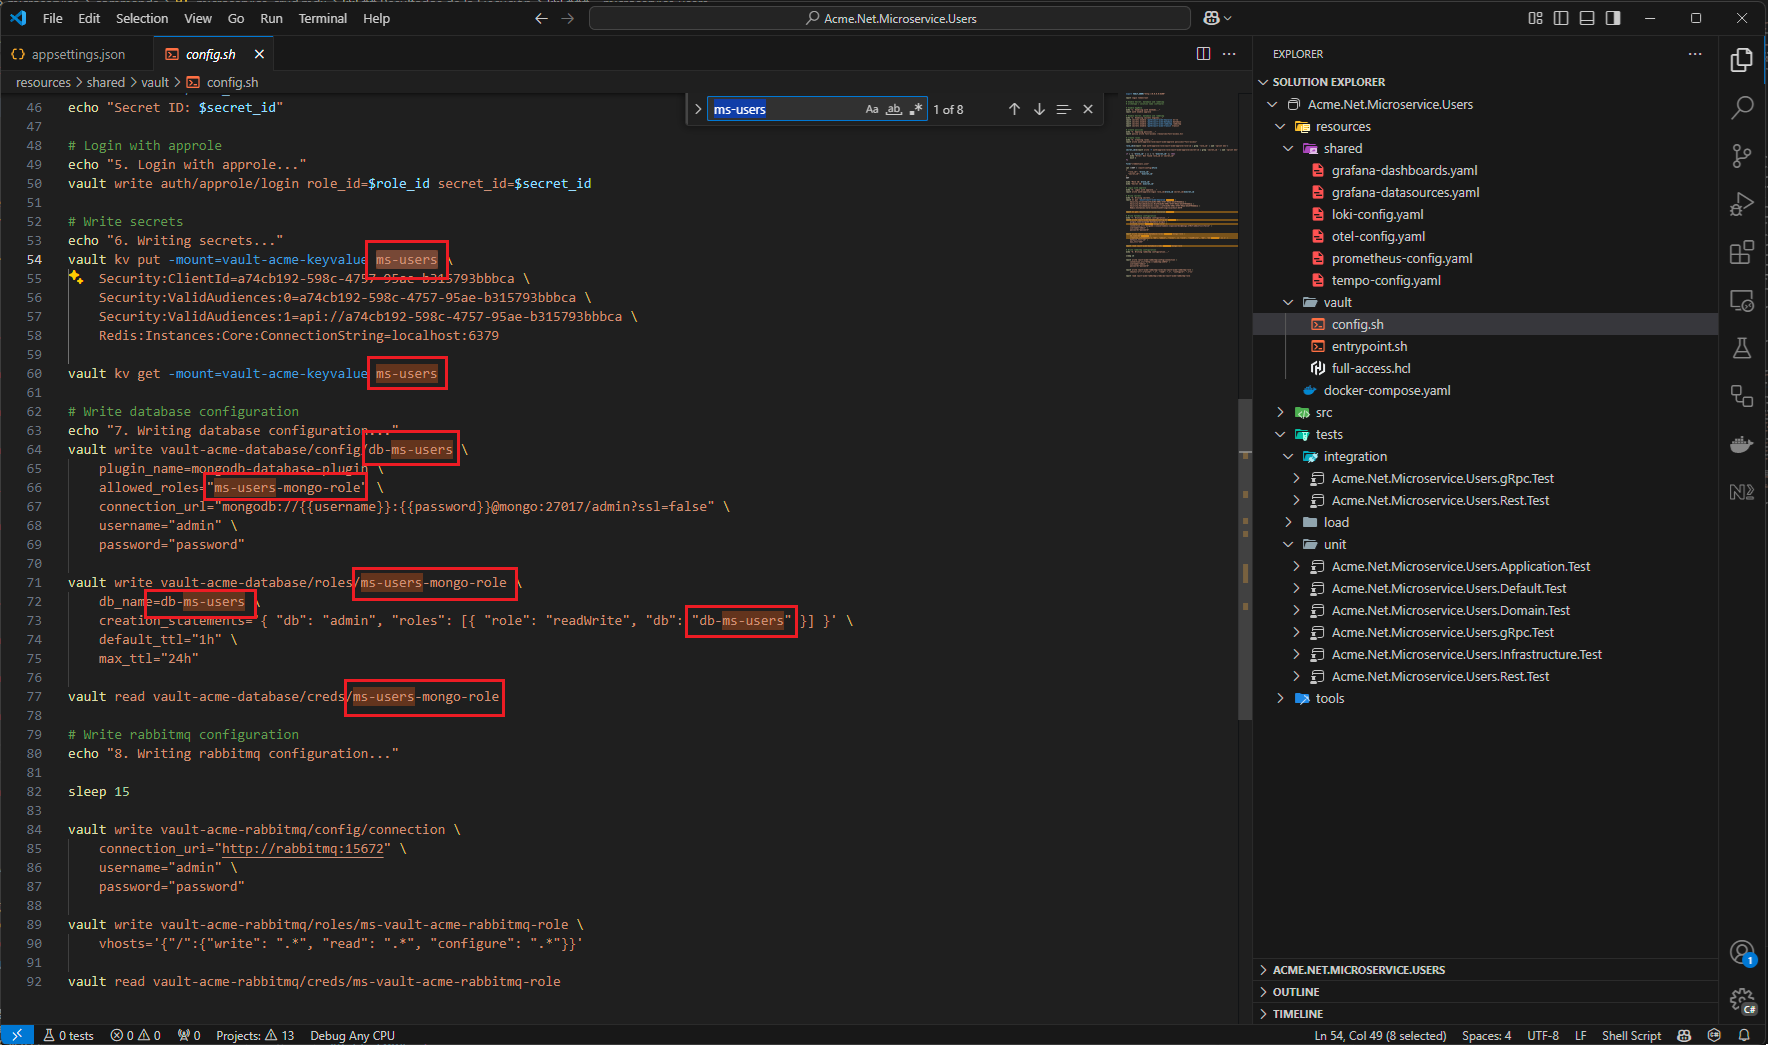 File Edit Selection View Go Run Terminal Help
Acme.Net.Microservice.Users
appsettings.json
config.sh
resources > shared > vault > config.sh
ms-users
Aa ab .* 1 of 8
46 echo "Secret ID: $secret_id"
47
48 # Login with approle
49 echo "5. Login with approle..."
50 vault write auth/approle/login role_id=$role_id secret_id=$secret_id
51
52 # Write secrets
53 echo "6. Writing secrets..."
54 vault kv put -mount=vault-acme-keyvalue ms-users \
55 Security:ClientId=a74cb192-598c-4757-95ae-b315793bbbca \
56 Security:ValidAudiences:0=a74cb192-598c-4757-95ae-b315793bbbca \
57 Security:ValidAudiences:1=api://a74cb192-598c-4757-95ae-b315793bbbca \
58 Redis:Instances:Core:ConnectionString=localhost:6379
59
60 vault kv get -mount=vault-acme-keyvalue ms-users
61
62 # Write database configuration
63 echo "7. Writing database configuration..."
64 vault write vault-acme-database/config/db-ms-users \
65 plugin_name=mongodb-database-plugin \
66 allowed_roles="ms-users-mongo-role" \
67 connection_url="mongodb://{{username}}:{{password}}@mongo:27017/admin?ssl=false" \
68 username="admin" \
69 password="password"
70
71 vault write vault-acme-database/roles/ms-users-mongo-role \
72 db_name=db-ms-users \
73 creation_statements='{ "db": "admin", "roles": [{ "role": "readWrite", "db": "db-ms-users" }] }' \
74 default_ttl="1h" \
75 max_ttl="24h"
76
77 vault read vault-acme-database/creds/ms-users-mongo-role
78
79 # Write rabbitmq configuration
80 echo "8. Writing rabbitmq configuration..."
81
82 sleep 15
83
84 vault write vault-acme-rabbitmq/config/connection \
85 connection_uri="http://rabbitmq:15672" \
86 username="admin" \
87 password="password"
88
89 vault write vault-acme-rabbitmq/roles/ms-vault-acme-rabbitmq-role \
90 vhosts='{"/":{"write": ".*", "read": ".*", "configure": ".*"}}'
91
92 vault read vault-acme-rabbitmq/creds/ms-vault-acme-rabbitmq-role
EXPLORER
SOLUTION EXPLORER
Acme.Net.Microservice.Users
resources
shared
grafana-dashboards.yaml
grafana-datasources.yaml
loki-config.yaml
otel-config.yaml
prometheus-config.yaml
tempo-config.yaml
vault
config.sh
entrypoint.sh
full-access.hcl
docker-compose.yaml
src
tests
integration
Acme.Net.Microservice.Users.gRpc.Test
Acme.Net.Microservice.Users.Rest.Test
load
unit
Acme.Net.Microservice.Users.Application.Test
Acme.Net.Microservice.Users.Default.Test
Acme.Net.Microservice.Users.Domain.Test
Acme.Net.Microservice.Users.gRpc.Test
Acme.Net.Microservice.Users.Infrastructure.Test
Acme.Net.Microservice.Users.Rest.Test
tools
ACME.NET.MICROSERVICE.USERS
OUTLINE
TIMELINE
1
C#
0 tests 0 0 0 Projects: 13 Debug Any CPU
Ln 54, Col 49 (8 selected) Spaces: 4 UTF-8 LF Shell Script